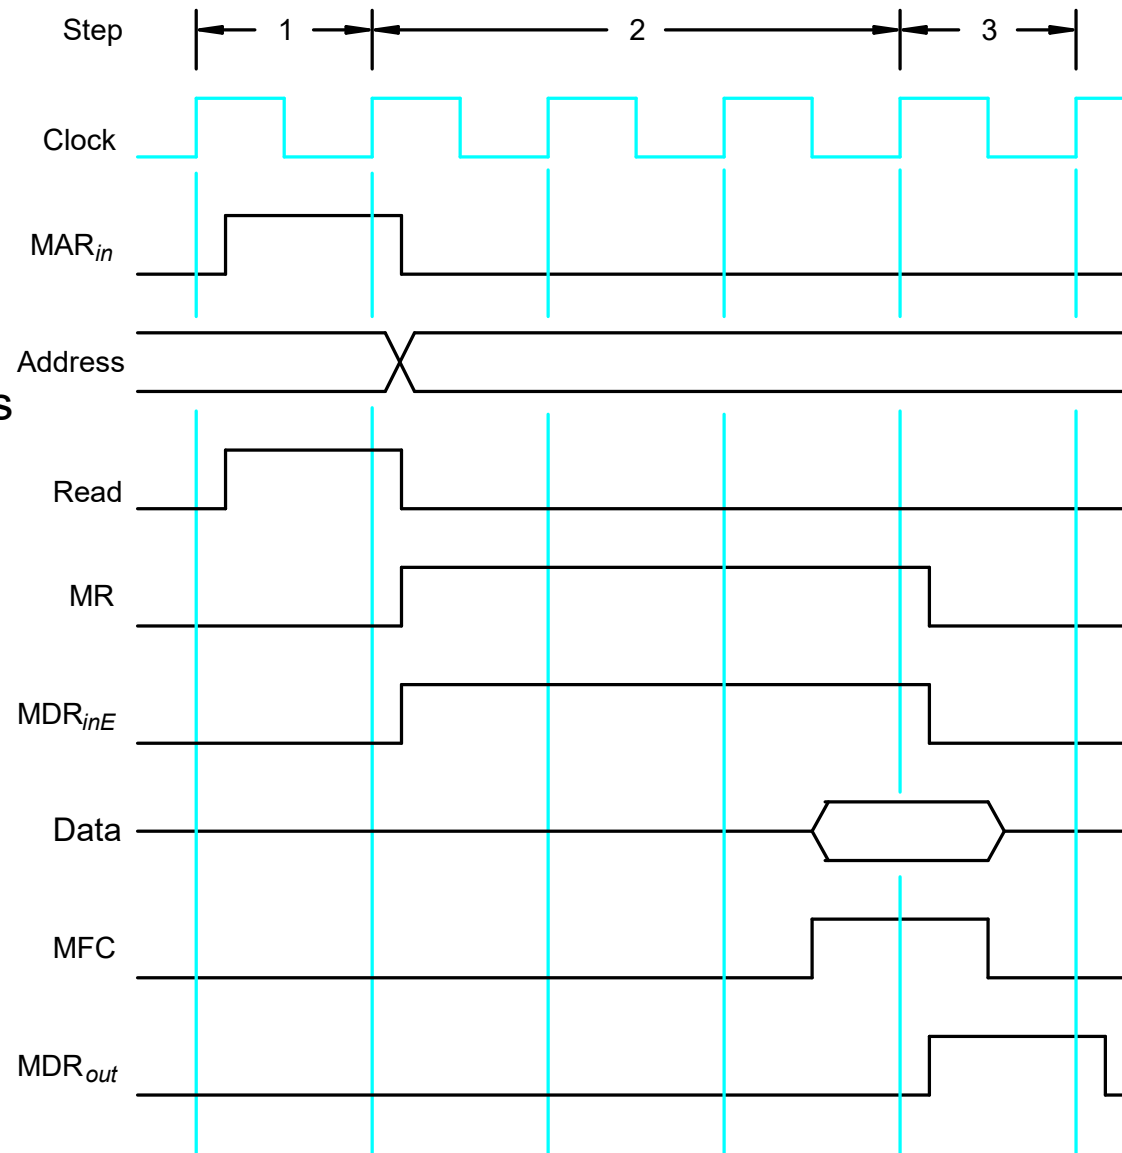 Step 1 2 3
Clock
MARin
Address
s
Read
MR
MDRinE
Data
MFC
MDRout